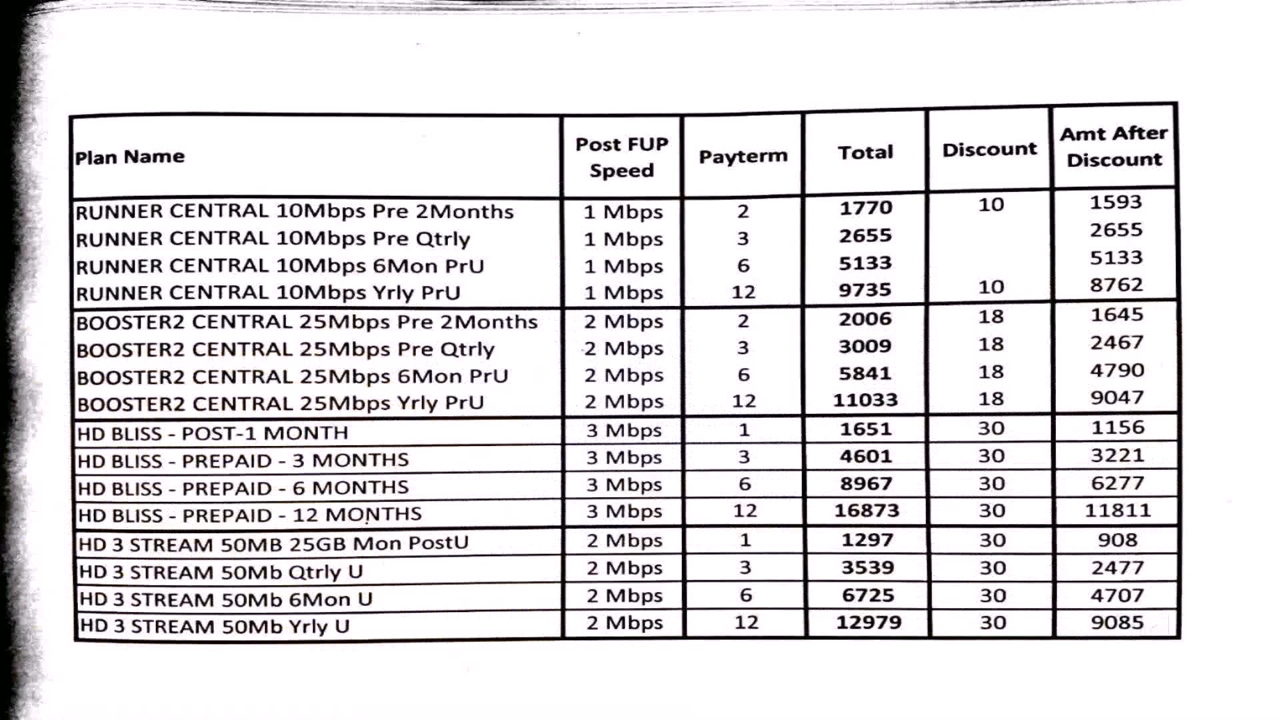 Plan Name Post FUP Speed Payterm Total Discount Amt After Discount
RUNNER CENTRAL 10Mbps Pre 2Months 1 Mbps 2 1770 10 1593
RUNNER CENTRAL 10Mbps Pre Qtrly 1 Mbps 3 2655 2655
RUNNER CENTRAL 10Mbps 6Mon PrU 1 Mbps 6 5133 5133
RUNNER CENTRAL 10Mbps Yrly PrU 1 Mbps 12 9735 10 8762
BOOSTER2 CENTRAL 25Mbps Pre 2Months 2 Mbps 2 2006 18 1645
BOOSTER2 CENTRAL 25Mbps Pre Qtrly 2 Mbps 3 3009 18 2467
BOOSTER2 CENTRAL 25Mbps 6Mon PrU 2 Mbps 6 5841 18 4790
BOOSTER2 CENTRAL 25Mbps Yrly PrU 2 Mbps 12 11033 18 9047
HD BLISS - POST-1 MONTH 3 Mbps 1 1651 30 1156
HD BLISS - PREPAID - 3 MONTHS 3 Mbps 3 4601 30 3221
HD BLISS - PREPAID - 6 MONTHS 3 Mbps 6 8967 30 6277
HD BLISS - PREPAID - 12 MONTHS 3 Mbps 12 16873 30 11811
HD 3 STREAM 50MB 25GB Mon PostU 2 Mbps 1 1297 30 908
HD 3 STREAM 50Mb Qtrly U 2 Mbps 3 3539 30 2477
HD 3 STREAM 50Mb 6Mon U 2 Mbps 6 6725 30 4707
HD 3 STREAM 50Mb Yrly U 2 Mbps 12 12979 30 9085